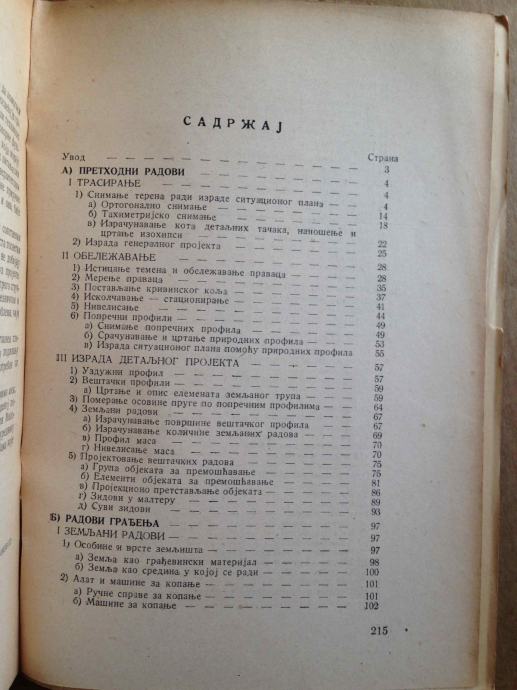 САДРЖАЈ
Увод — Страна
А) ПРЕТХОДНИ РАДОВИ — 3
I ТРАСИРАЊЕ — 4
1) Снимање терена ради израде ситуационог плана — 4
а) Ортогонално снимање — 4
б) Тахиметријско снимање — 14
в) Израчунавање кота детаљних тачака, наношење и — 18
цртање изохипси
2) Израда генералног пројекта — 22
25
II ОБЕЛЕЖАВАЊЕ
1) Истицање темена и обележавање праваца — 28
2) Мерење праваца — 28
3) Постављање кривинског коља — 35
4) Исколчавање — стационирање — 37
5) Нивелисање — 41
6) Попречни профили — 44
а) Снимање попречних профила — 49
б) Срачунавање и цртање природних профила — 49
в) Израда ситуационог плана помоћу природних профила — 53
55
III ИЗРАДА ДЕТАЉНОГ ПРОЈЕКТА
1) Уздужни профил — 57
2) Вештачки профили — 57
а) Цртање и опис елемената земљаног трупа — 59
3) Померање осовине пруге по попречним профилима — 59
4) Земљани радови — 64
а) Израчунавање површине вештачког профила — 67
б) Израчунавање количине земљаних радова — 69
в) Профил маса — 70
г) Нивелисање маса — 70
5) Пројектовање вештачких радова — 75
а) Група објеката за премошћавање — 75
б) Елементи објеката за премошћавање — 81
в) Пројекционо претстављање објеката — 86
г) Зидови у малтеру — 89
д) Суви зидови — 93
Б) РАДОВИ ГРАЂЕЊА — 97
I ЗЕМЉАНИ РАДОВИ — 97
1) Особине и врсте земљишта — 97
а) Земља као грађевински материјал — 98
б) Земља као средина у којој се ради — 100
2) Алат и машине за копање — 101
а) Ручне справе за копање — 101
б) Машине за копање — 102
215